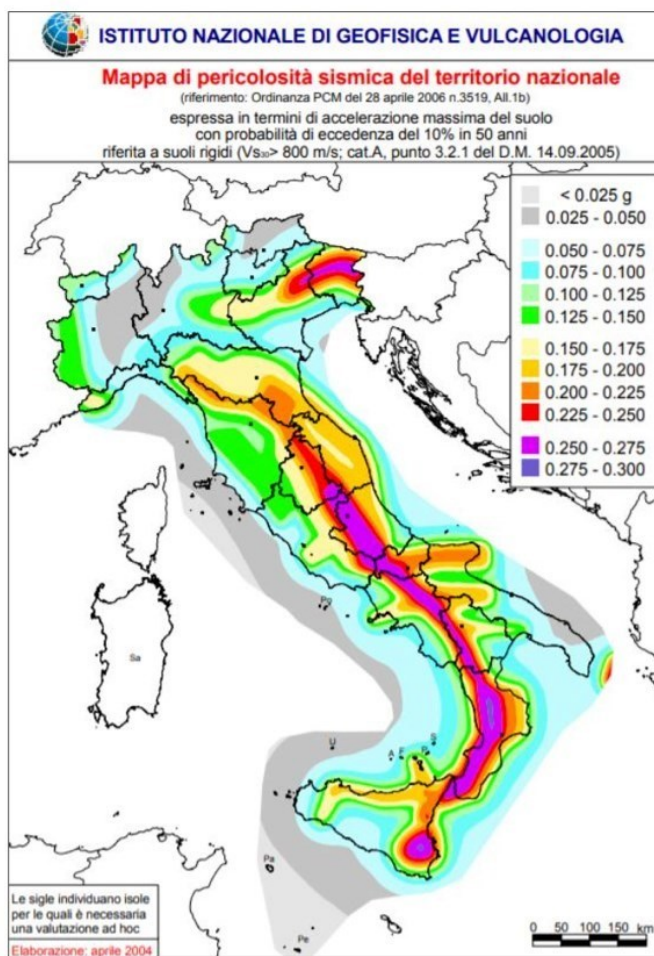 ISTITUTO NAZIONALE DI GEOFISICA E VULCANOLOGIA
Mappa di pericolosità sismica del territorio nazionale
(riferimento: Ordinanza PCM del 28 aprile 2006 n.3519, All.1b)
espressa in termini di accelerazione massima del suolo
con probabilità di eccedenza del 10% in 50 anni
riferita a suoli rigidi (Vs30> 800 m/s; cat.A, punto 3.2.1 del D.M. 14.09.2005)
< 0.025 g
0.025 - 0.050
0.050 - 0.075
0.075 - 0.100
0.100 - 0.125
0.125 - 0.150
0.150 - 0.175
0.175 - 0.200
0.200 - 0.225
0.225 - 0.250
0.250 - 0.275
0.275 - 0.300
Po
Sa
U
S
A
F
P
Pa
Pe
Le sigle individuano isole
per le quali è necessaria
una valutazione ad hoc
Elaborazione: aprile 2004
0 50 100 150 km